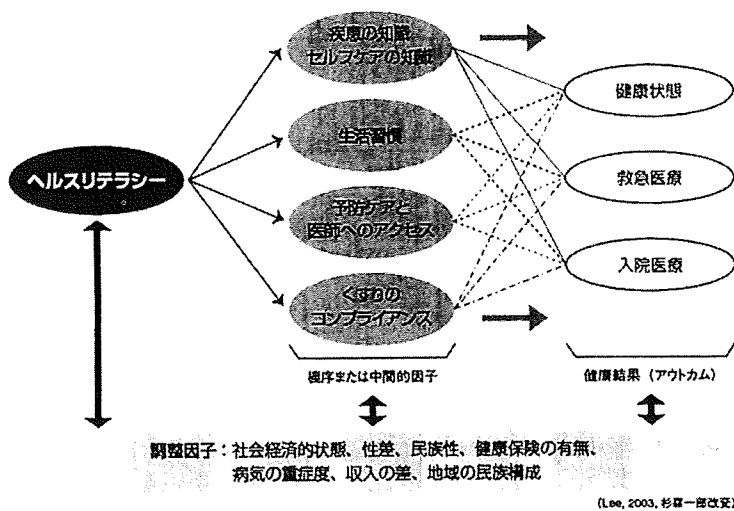 疾患の知識
セルフケアの知識
生活習慣
予防ケアと
医師へのアクセス
くすりの
コンプライアンス
ヘルスリテラシー
健康状態
救急医療
入院医療
機序または中間的因子
健康結果（アウトカム）
調整因子：社会経済的状態、性差、民族性、健康保険の有無、
病気の重症度、収入の差、地域の民族構成
(Lee, 2003, 杉森一部改変)